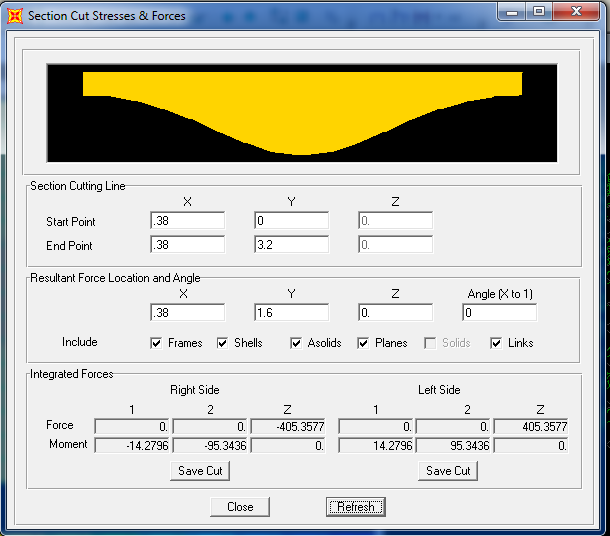 Section Cut Stresses & Forces
Section Cutting Line
X Y Z
Start Point .38 0 0.
End Point .38 3.2 0.
Resultant Force Location and Angle
X Y Z Angle (X to 1)
.38 1.6 0. 0
Include Frames Shells Asolids Planes Solids Links
Integrated Forces
Right Side Left Side
1 2 Z 1 2 Z
Force 0. 0. -405.3577 0. 0. 405.3577
Moment -14.2796 -95.3436 0. 14.2796 95.3436 0.
Save Cut Save Cut
Close Refresh